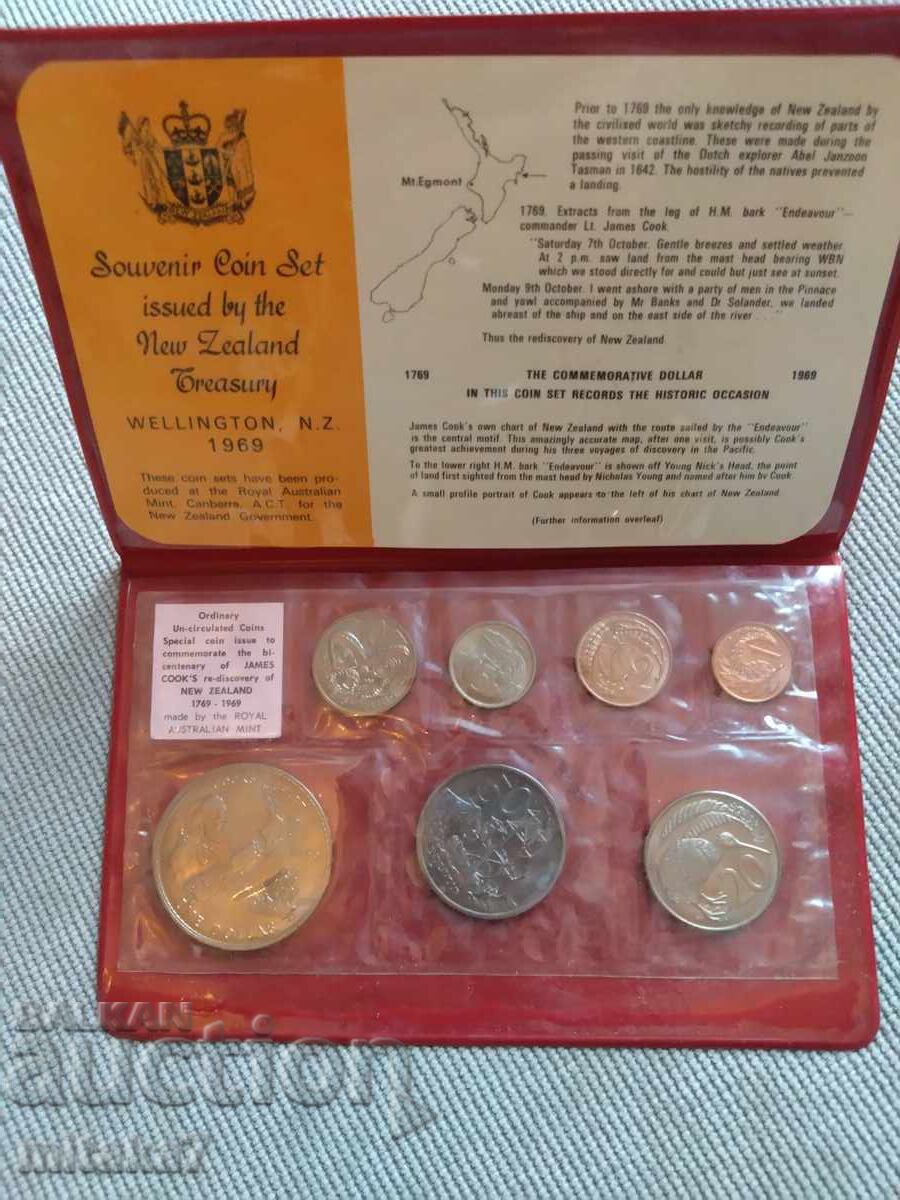 NEW ZEALAND
Souvenir Coin Set
issued by the
New Zealand
Treasury
WELLINGTON, N.Z.
1969
These coin sets have been pro-
duced at the Royal Australian
Mint, Canberra, A.C.T. for the
New Zealand Government.
Mt.Egmont
Prior to 1769 the only knowledge of New Zealand by
the civilised world was sketchy recording of parts of
the western coastline. These were made during the
passing visit of the Dutch explorer Abel Janzoon
Tasman in 1642. The hostility of the natives prevented
a landing.
1769. Extracts from the leg of H.M. bark "Endeavour"—
commander Lt. James Cook.
"Saturday 7th October. Gentle breezes and settled weather
At 2 p.m. saw land from the mast head bearing WBN
which we stood directly for and could but just see at sunset.
Monday 9th October. I went ashore with a party of men in the Pinnace
and yawl accompanied by Mr Banks and Dr Solander, we landed
abreast of the ship and on the east side of the river . . ."
Thus the rediscovery of New Zealand
1769 THE COMMEMORATIVE DOLLAR 1969
IN THIS COIN SET RECORDS THE HISTORIC OCCASION
James Cook's own chart of New Zealand with the route sailed by the "Endeavour"
is the central motif. This amazingly accurate map, after one visit, is possibly Cook's
greatest achievement during his three voyages of discovery in the Pacific.
To the lower right H.M. bark "Endeavour" is shown off Young Nick's Head, the point
of land first sighted from the mast head by Nicholas Young and named after him by Cook.
A small profile portrait of Cook appears to the left of his chart of New Zealand.
(Further information overleaf)
Ordinary
Un-circulated Coins
Special coin issue to
commemorate the bi-
centenary of JAMES
COOK'S re-discovery of
NEW ZEALAND
1769 - 1969
made by the ROYAL
AUSTRALIAN MINT
2
1
DOLLAR
50
20
BALKAN
auction
mitaka7